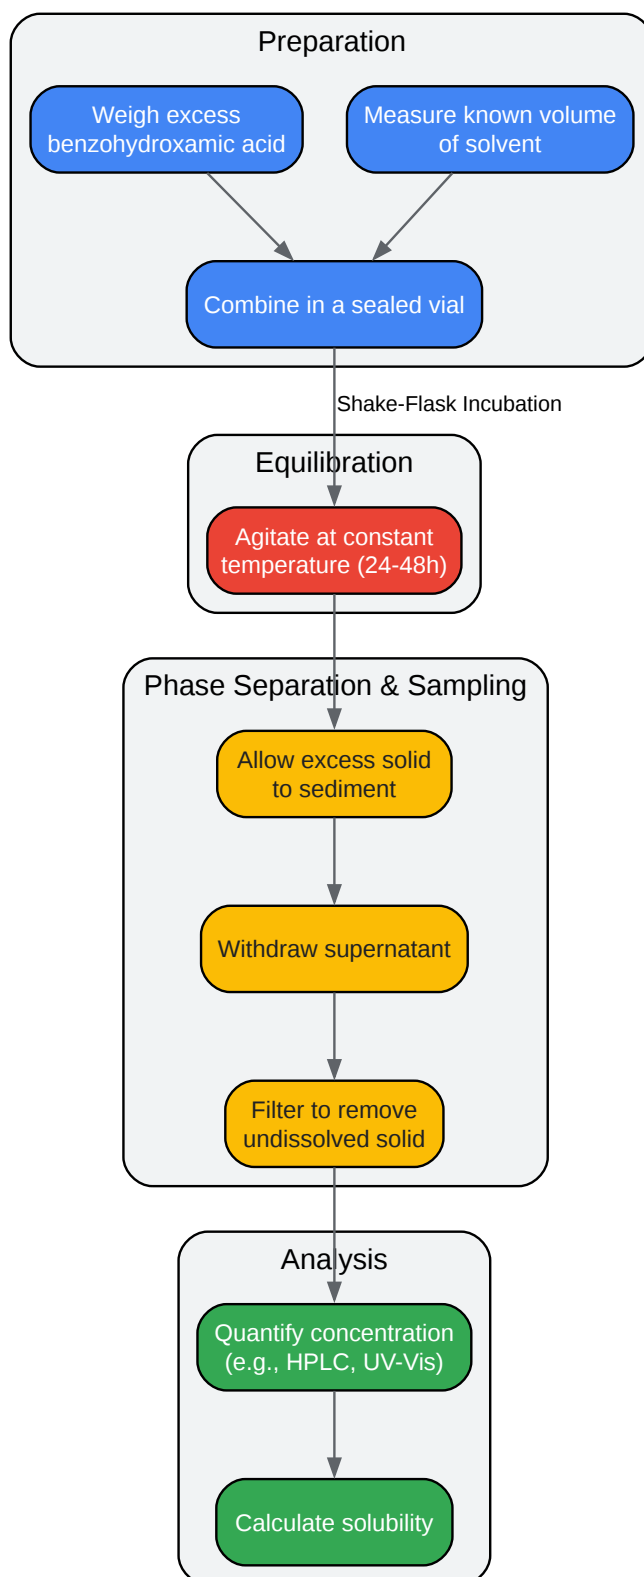 Preparation
Weigh excess
benzohydroxamic acid
Measure known volume
of solvent
Combine in a sealed vial
Shake-Flask Incubation
Equilibration
Agitate at constant
temperature (24-48h)
Phase Separation & Sampling
Allow excess solid
to sediment
Withdraw supernatant
Filter to remove
undissolved solid
Analysis
Quantify concentration
(e.g., HPLC, UV-Vis)
Calculate solubility